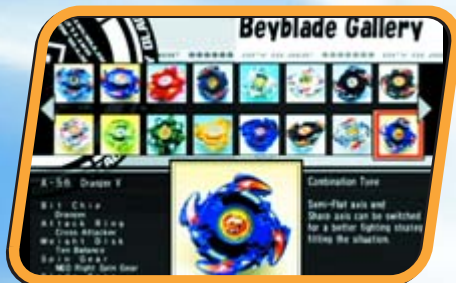 Beyblade Gallery
A-56 Dranzer V
Bit Chip
Dranzer
Attack Ring
Cross Attacker
Weight Disk
Ten Balance
Spin Gear
NEO Right Spin Gear
Combination Type
Semi-Flat axis and
Sharp axis can be switched
for a better fighting strategy
fitting the situation.